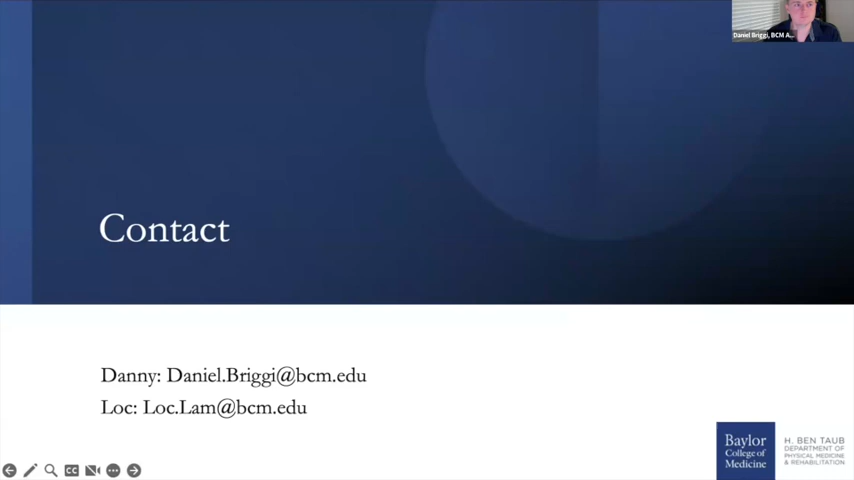 Daniel Briggi, BCM A...
Contact
Danny: Daniel.Briggi@bcm.edu
Loc: Loc.Lam@bcm.edu
Baylor
College of
Medicine
H. BEN TAUB
DEPARTMENT OF
PHYSICAL MEDICINE
& REHABILITATION
CC